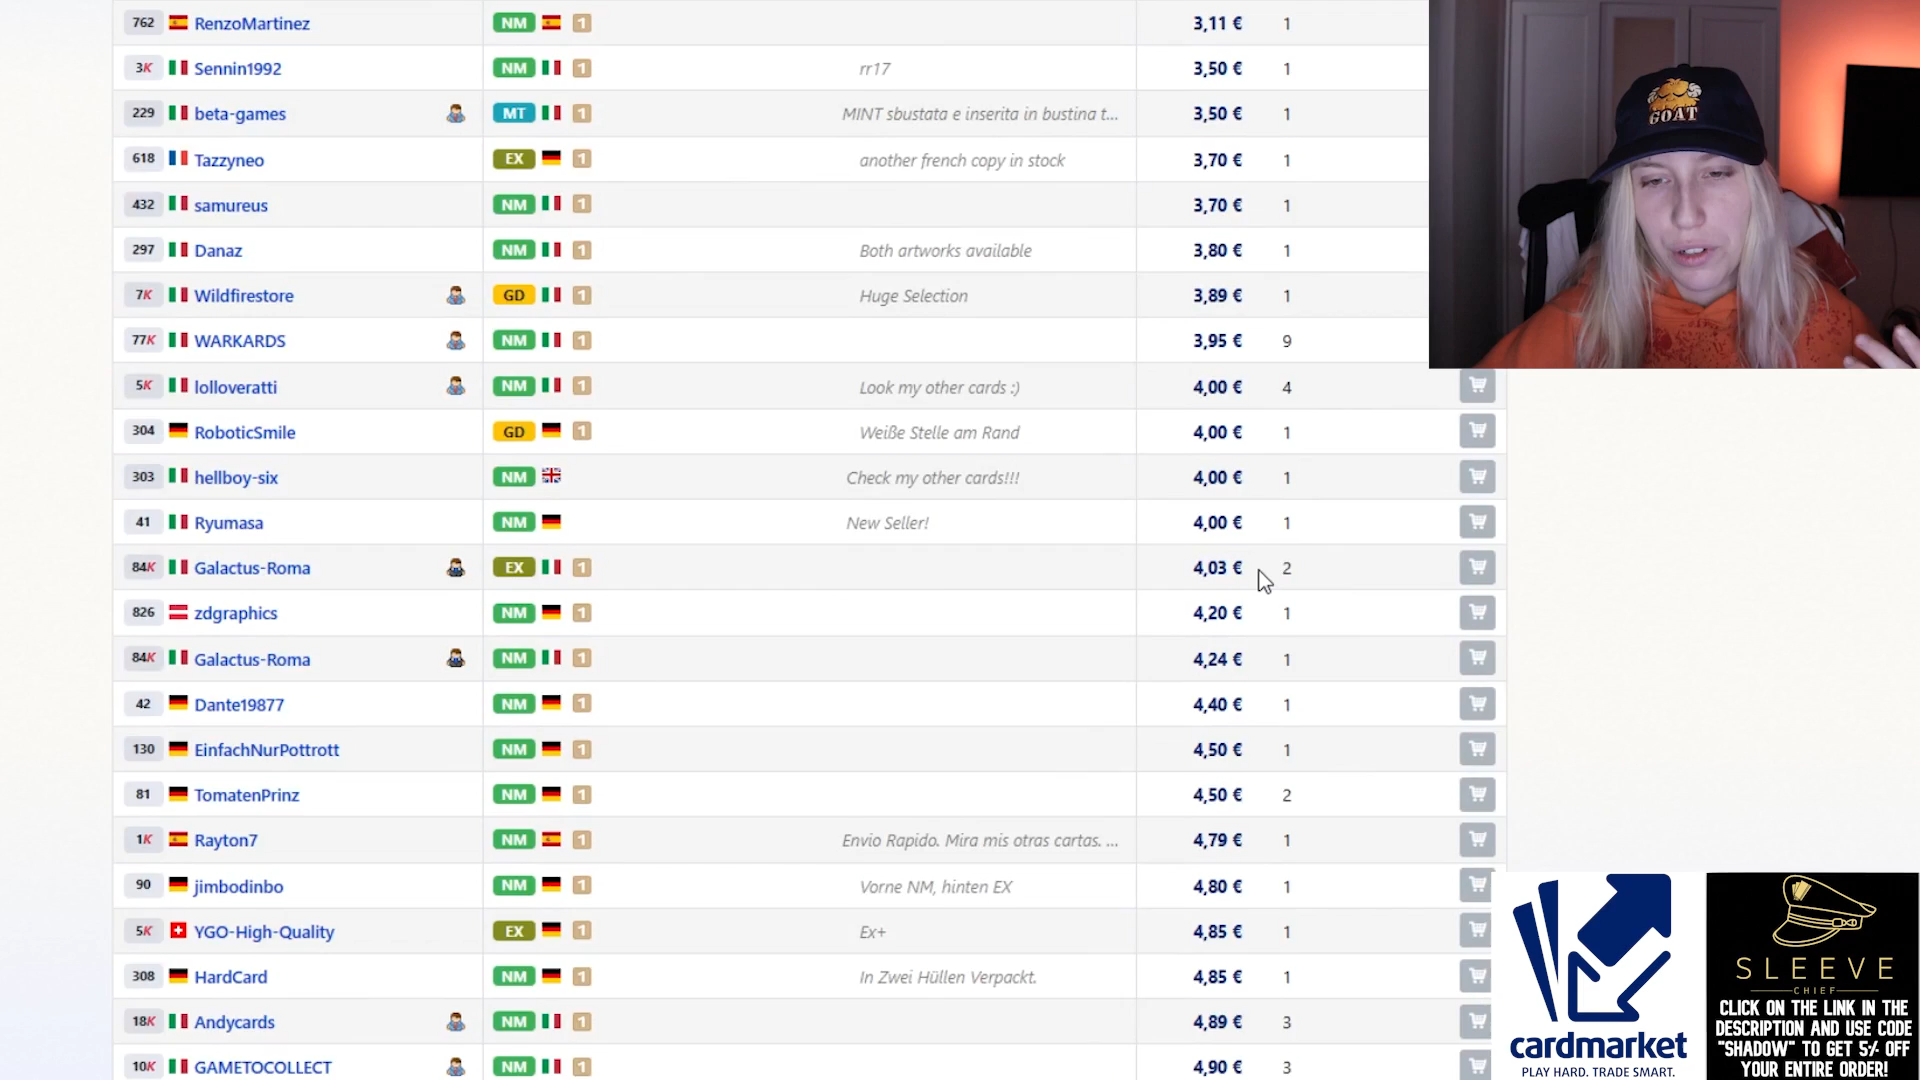 762 RenzoMartinez NM 1 3,11 € 1
3K Sennin1992 NM 1 rr17 3,50 € 1
229 beta-games MT 1 MINT sbustata e inserita in bustina t... 3,50 € 1
618 Tazzyneo EX 1 another french copy in stock 3,70 € 1
432 samureus NM 1 3,70 € 1
297 Danaz NM 1 Both artworks available 3,80 € 1
7K Wildfirestore GD 1 Huge Selection 3,89 € 1
77K WARKARDS NM 1 3,95 € 9
5K lolloveratti NM 1 Look my other cards :) 4,00 € 4
304 RoboticSmile GD 1 Weiße Stelle am Rand 4,00 € 1
303 hellboy-six NM Check my other cards!!! 4,00 € 1
41 Ryumasa NM New Seller! 4,00 € 1
84K Galactus-Roma EX 1 4,03 € 2
826 zdgraphics NM 1 4,20 € 1
84K Galactus-Roma NM 1 4,24 € 1
42 Dante19877 NM 1 4,40 € 1
130 EinfachNurPottrott NM 1 4,50 € 1
81 TomatenPrinz NM 1 4,50 € 2
1K Rayton7 NM 1 Envio Rapido. Mira mis otras cartas. ... 4,79 € 1
90 jimbodinbo NM 1 Vorne NM, hinten EX 4,80 € 1
5K YGO-High-Quality EX 1 Ex+ 4,85 € 1
308 HardCard NM 1 In Zwei Hüllen Verpackt. 4,85 € 1
18K Andycards NM 1 4,89 € 3
10K GAMETOCOLLECT NM 1 4,90 € 3
GOAT
cardmarket
PLAY HARD. TRADE SMART.
SLEEVE
CHIEF
CLICK ON THE LINK IN THE
DESCRIPTION AND USE CODE
"SHADOW" TO GET 5% OFF
YOUR ENTIRE ORDER!